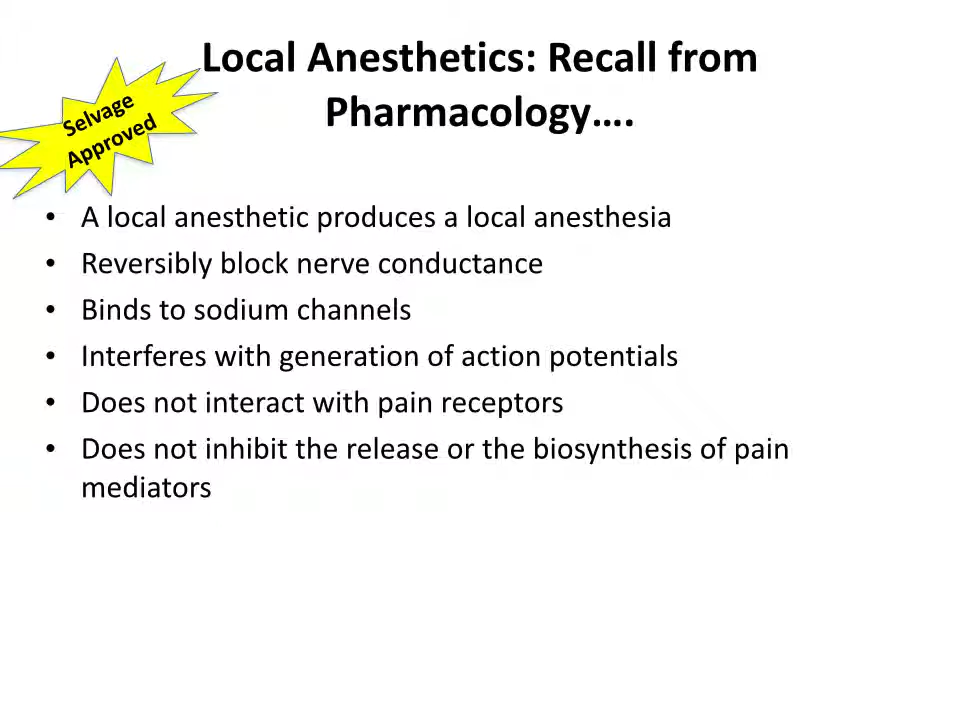 Local Anesthetics: Recall from
Pharmacology….
Selvage
Approved
• A local anesthetic produces a local anesthesia
• Reversibly block nerve conductance
• Binds to sodium channels
• Interferes with generation of action potentials
• Does not interact with pain receptors
• Does not inhibit the release or the biosynthesis of pain
mediators